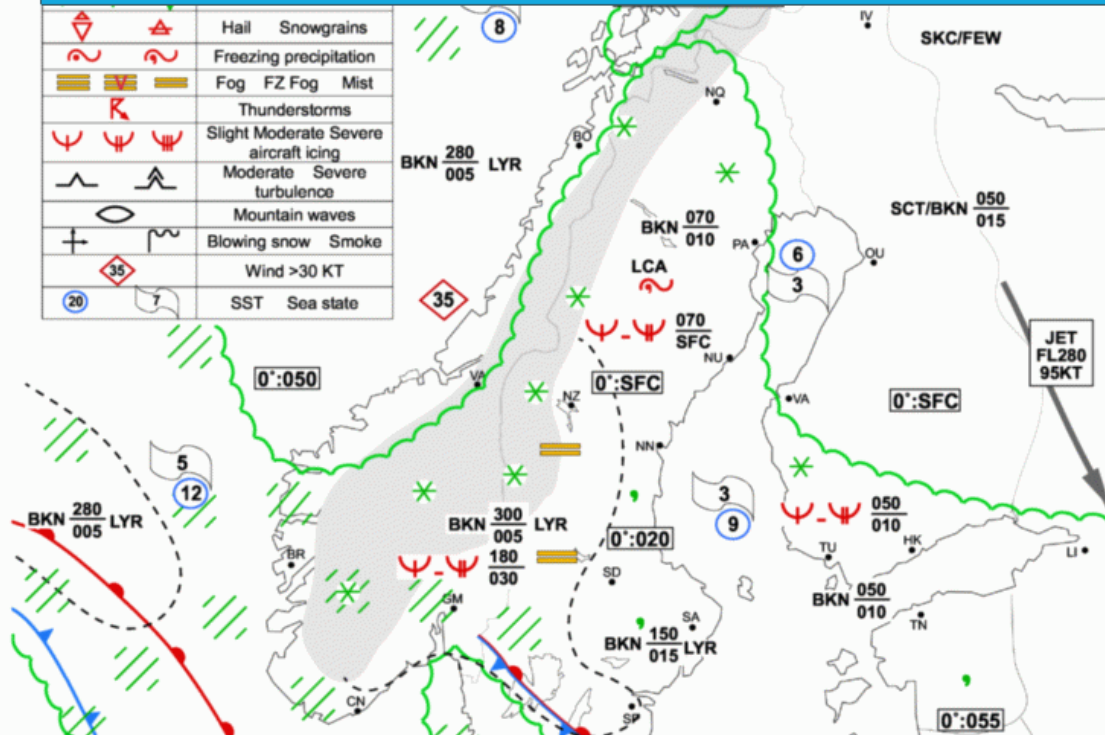 Hail Snowgrains
Freezing precipitation
Fog FZ Fog Mist
Thunderstorms
Slight Moderate Severe
aircraft icing
Moderate Severe
turbulence
Mountain waves
Blowing snow Smoke
35 Wind >30 KT
20 7 SST Sea state
8
IV
SKC/FEW
NQ
BO
BKN 280/005 LYR
SCT/BKN 050/015
BKN 070/010
PA
6
3
OU
LCA
35
070/SFC
NU
JET
FL280
95KT
0°:050
VA
0°:SFC
NZ
VA
0°:SFC
NN
5
12
3
9
BKN 280/005 LYR
BKN 300/005 LYR
050/010
0°:020
BR
180/030
TU
HK
LI
SD
GM
BKN 050/010
SA
TN
BKN 150/015 LYR
CN
SP
0°:055